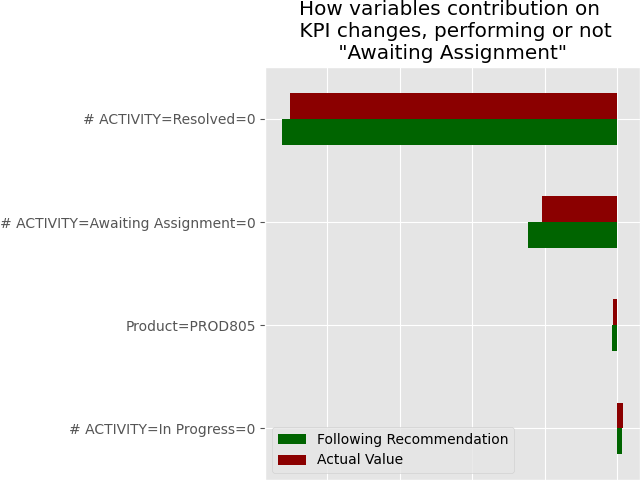 How variables contribution on
KPI changes, performing or not
"Awaiting Assignment"
# ACTIVITY=Resolved=0
# ACTIVITY=Awaiting Assignment=0
Product=PROD805
# ACTIVITY=In Progress=0
Following Recommendation
Actual Value